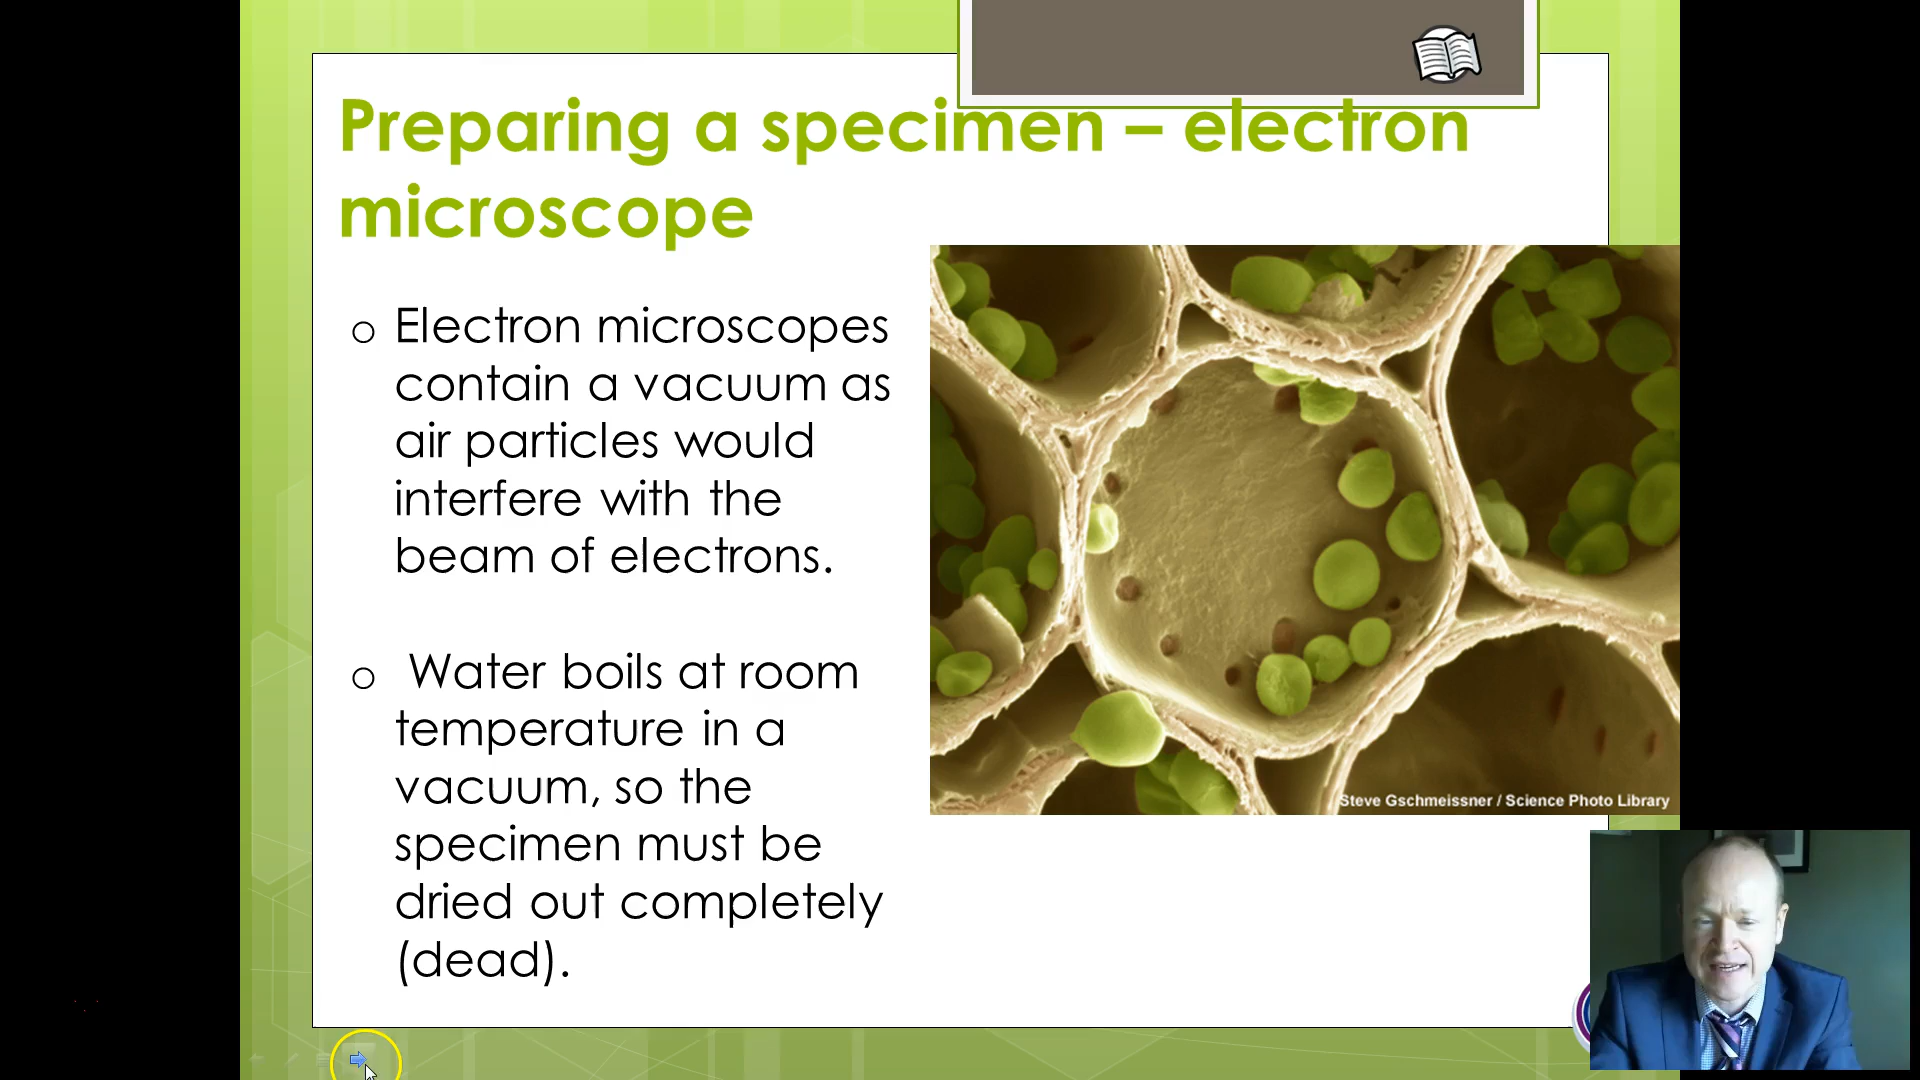 Preparing a specimen – electron
microscope
o Electron microscopes
contain a vacuum as
air particles would
interfere with the
beam of electrons.
o Water boils at room
temperature in a
vacuum, so the
specimen must be
dried out completely
(dead).
Steve Gschmeissner / Science Photo Library